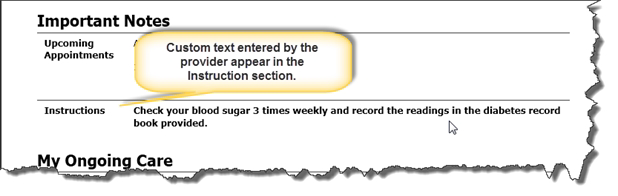 Important Notes
Upcoming
Appointments
Custom text entered by the
provider appear in the
Instruction section.
Instructions
Check your blood sugar 3 times weekly and record the readings in the diabetes record
book provided.
My Ongoing Care